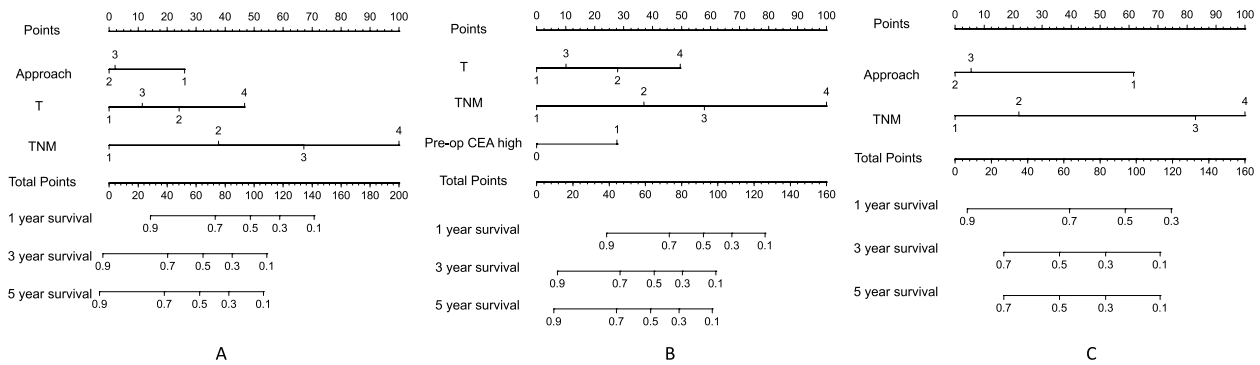 Points
0 10 20 30 40 50 60 70 80 90 100
Approach
3
2 1
T
3 4
1 2
TNM
2 4
1 3
Total Points
0 20 40 60 80 100 120 140 160 180 200
1 year survival
0.9 0.7 0.5 0.3 0.1
3 year survival
0.9 0.7 0.5 0.3 0.1
5 year survival
0.9 0.7 0.5 0.3 0.1
A
Points
0 10 20 30 40 50 60 70 80 90 100
T
3 4
1 2
TNM
2 4
1 3
Pre-op CEA high
1
0
Total Points
0 20 40 60 80 100 120 140 160
1 year survival
0.9 0.7 0.5 0.3 0.1
3 year survival
0.9 0.7 0.5 0.3 0.1
5 year survival
0.9 0.7 0.5 0.3 0.1
B
Points
0 10 20 30 40 50 60 70 80 90 100
Approach
3
2 1
TNM
2 4
1 3
Total Points
0 20 40 60 80 100 120 140 160
1 year survival
0.9 0.7 0.5 0.3
3 year survival
0.7 0.5 0.3 0.1
5 year survival
0.7 0.5 0.3 0.1
C